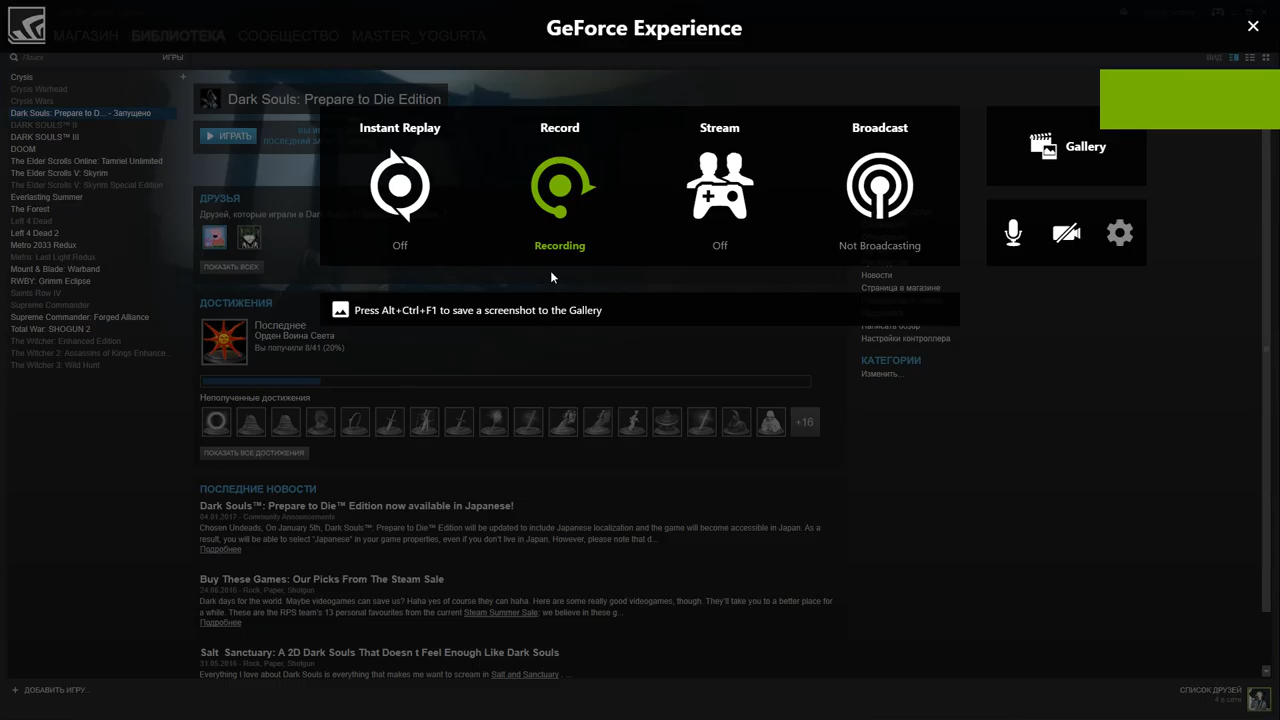 GeForce Experience
МАГАЗИН БИБЛИОТЕКА СООБЩЕСТВО MASTER_YOGURTA
Поиск ИГРЫ
ВИД
Crysis
Crysis Warhead
Crysis Wars
Dark Souls: Prepare to D... - Запущено
DARK SOULS™ II
DARK SOULS™ III
DOOM
The Elder Scrolls Online: Tamriel Unlimited
The Elder Scrolls V: Skyrim
The Elder Scrolls V: Skyrim Special Edition
Everlasting Summer
The Forest
Left 4 Dead
Left 4 Dead 2
Metro 2033 Redux
Metro: Last Light Redux
Mount & Blade: Warband
RWBY: Grimm Eclipse
Saints Row IV
Supreme Commander
Supreme Commander: Forged Alliance
Total War: SHOGUN 2
The Witcher: Enhanced Edition
The Witcher 2: Assassins of Kings Enhance...
The Witcher 3: Wild Hunt
+ ДОБАВИТЬ ИГРУ...
Dark Souls: Prepare to Die Edition
ИГРАТЬ
ПОСЛЕДНИЙ
Instant Replay
Off
Record
Recording
Stream
Off
Broadcast
Not Broadcasting
Gallery
Press Alt+Ctrl+F1 to save a screenshot to the Gallery
ДРУЗЬЯ
Друзей, которые играли в
ПОКАЗАТЬ ВСЕХ
ДОСТИЖЕНИЯ
Последнее
Орден Воина Света
Вы получили 8/41 (20%)
Неполученные достижения
+16
ПОКАЗАТЬ ВСЕ ДОСТИЖЕНИЯ
Новости
Страница в магазине
Написать обзор
Настройки контроллера
КАТЕГОРИИ
Изменить...
ПОСЛЕДНИЕ НОВОСТИ
Dark Souls™: Prepare to Die™ Edition now available in Japanese!
04.01.2017 - Community Announcements
Chosen Undeads, On January 5th, Dark Souls™: Prepare to Die™ Edition will be updated to include Japanese localization and the game will become accessible in Japan. As a
result, you will be able to select "Japanese" in your game properties, even if you don't live in Japan. However, please note that d...
Подробнее
Buy These Games: Our Picks From The Steam Sale
24.06.2016 - Rock, Paper, Shotgun
Dark days for the world. Maybe videogames can save us? Haha yes of course they can haha. Here are some really good videogames, though. They'll take you to a better place for
a while. These are the RPS team's 13 personal favourites from the current Steam Summer Sale; we believe in these g...
Подробнее
Salt Sanctuary: A 2D Dark Souls That Doesn t Feel Enough Like Dark Souls
31.05.2016 - Rock, Paper, Shotgun
Everything I love about Dark Souls is everything that makes me want to scream in Salt and Sanctuary . ...
СПИСОК ДРУЗЕЙ
4 в сети